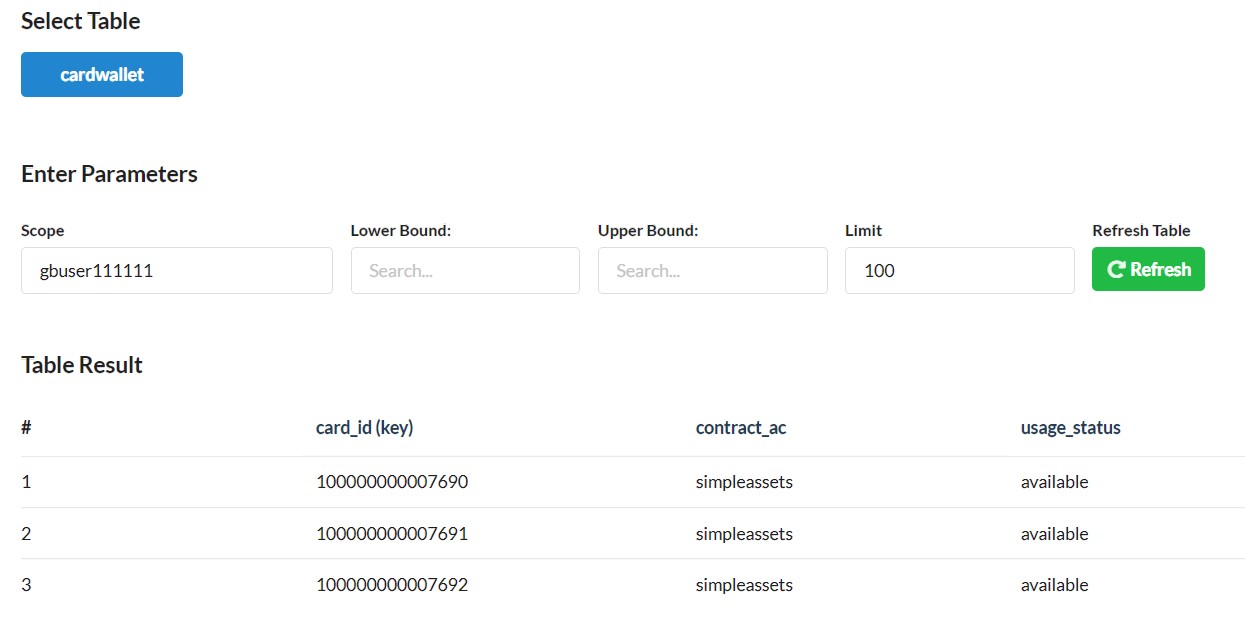 Select Table
cardwallet
Enter Parameters
Scope Lower Bound: Upper Bound: Limit Refresh Table
gbuser111111 Search... Search... 100 Refresh
Table Result
# card_id (key) contract_ac usage_status
1 100000000007690 simpleassets available
2 100000000007691 simpleassets available
3 100000000007692 simpleassets available